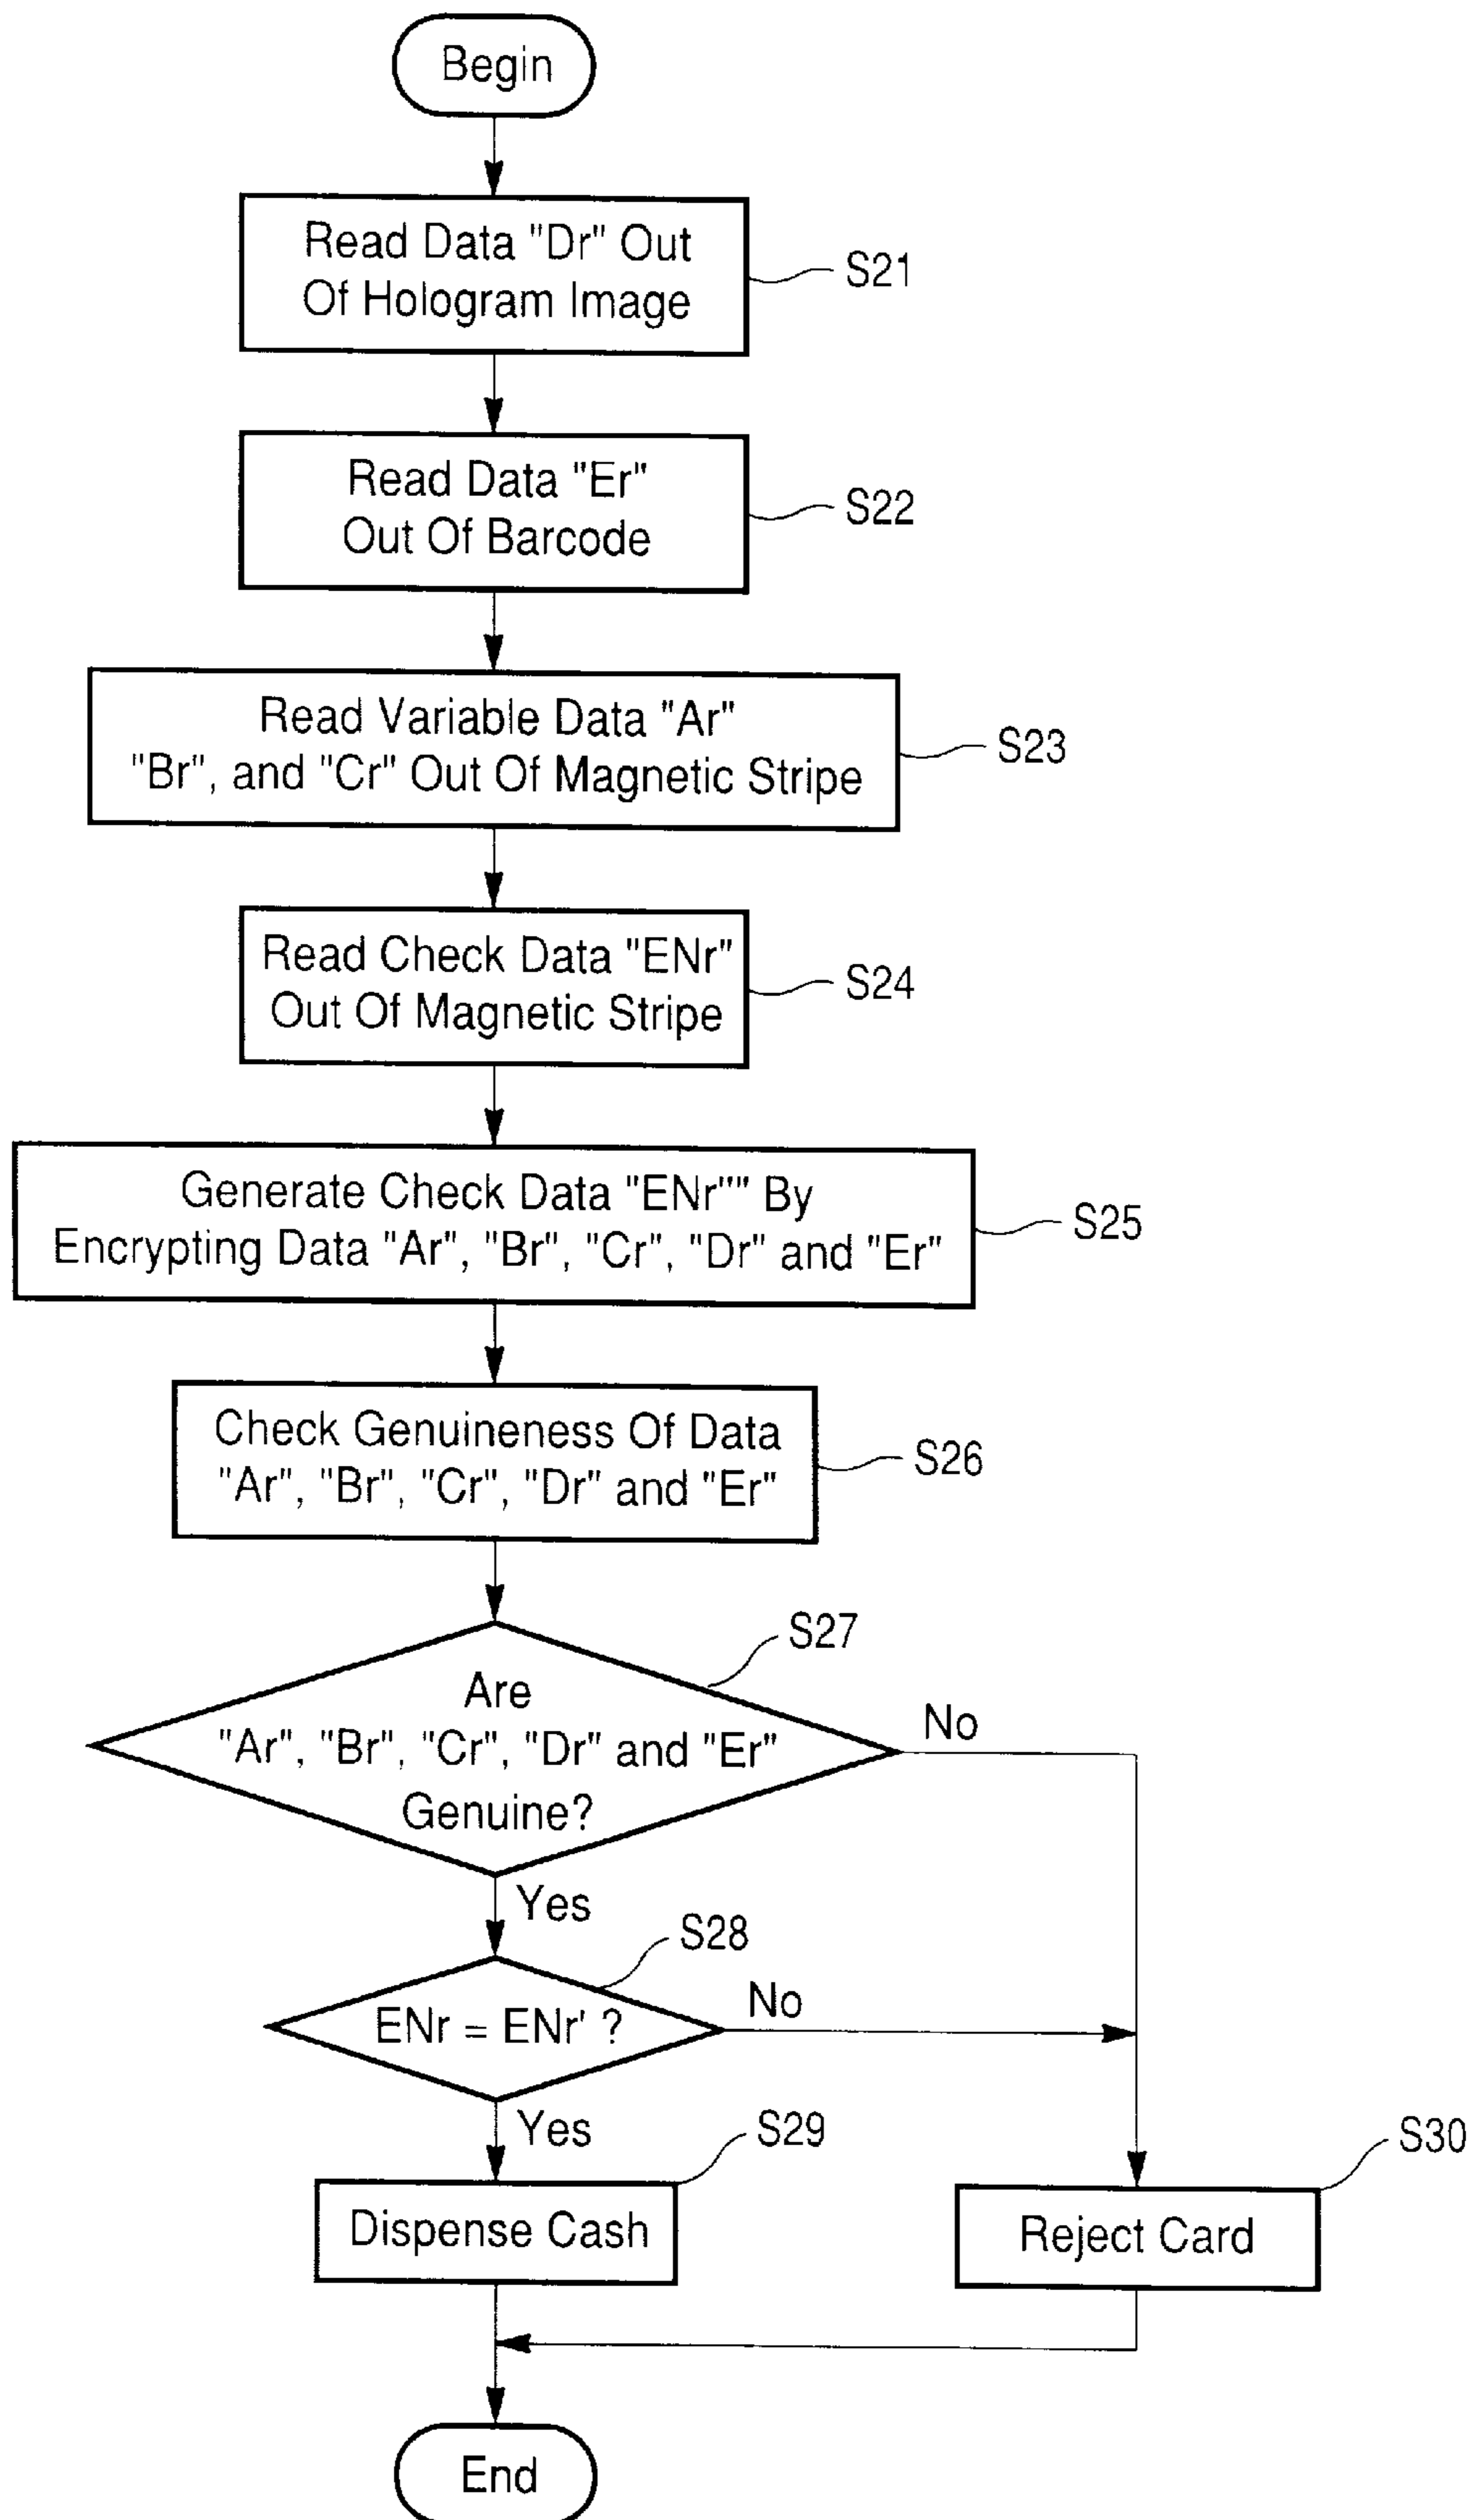 Begin
Read Data "Dr" Out
Of Hologram Image
S21
Read Data "Er"
Out Of Barcode
S22
Read Variable Data "Ar"
"Br", and "Cr" Out Of Magnetic Stripe
S23
Read Check Data "ENr"
Out Of Magnetic Stripe
S24
Generate Check Data "ENr'" By
Encrypting Data "Ar", "Br", "Cr", "Dr" and "Er"
S25
Check Genuineness Of Data
"Ar", "Br", "Cr", "Dr" and "Er"
S26
S27
Are
"Ar", "Br", "Cr", "Dr" and "Er"
Genuine?
No
Yes
S28
ENr = ENr' ?
No
Yes
S29
Dispense Cash
S30
Reject Card
End